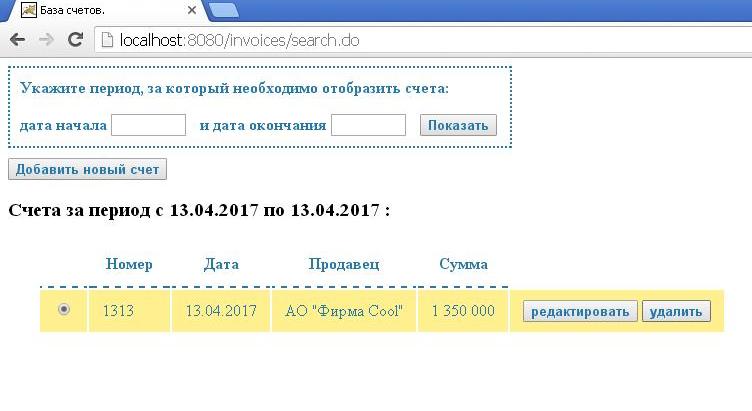 База счетов.
localhost:8080/invoices/search.do
Укажите период, за который необходимо отобразить счета:
дата начала и дата окончания Показать
Добавить новый счет
Счета за период с 13.04.2017 по 13.04.2017 :
Номер Дата Продавец Сумма
1313 13.04.2017 АО "Фирма Cool" 1 350 000 редактировать удалить